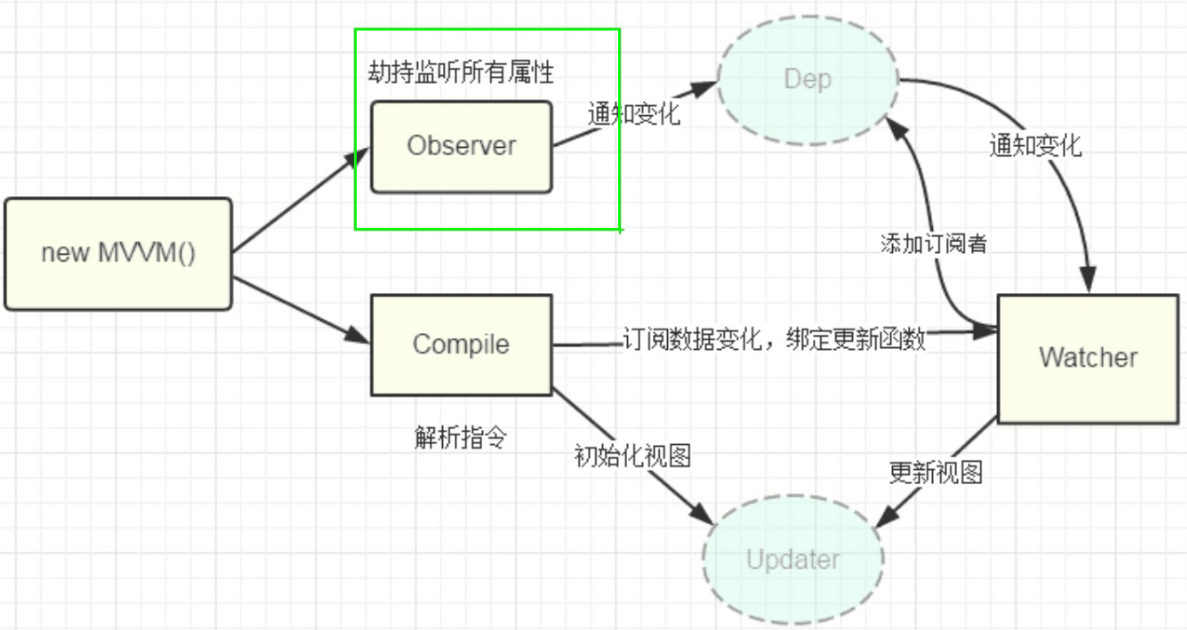 劫持监听所有属性
Dep
通知变化
Observer
通知变化
new MVVM()
添加订阅者
Compile
订阅数据变化，绑定更新函数
Watcher
解析指令
初始化视图
更新视图
Updater